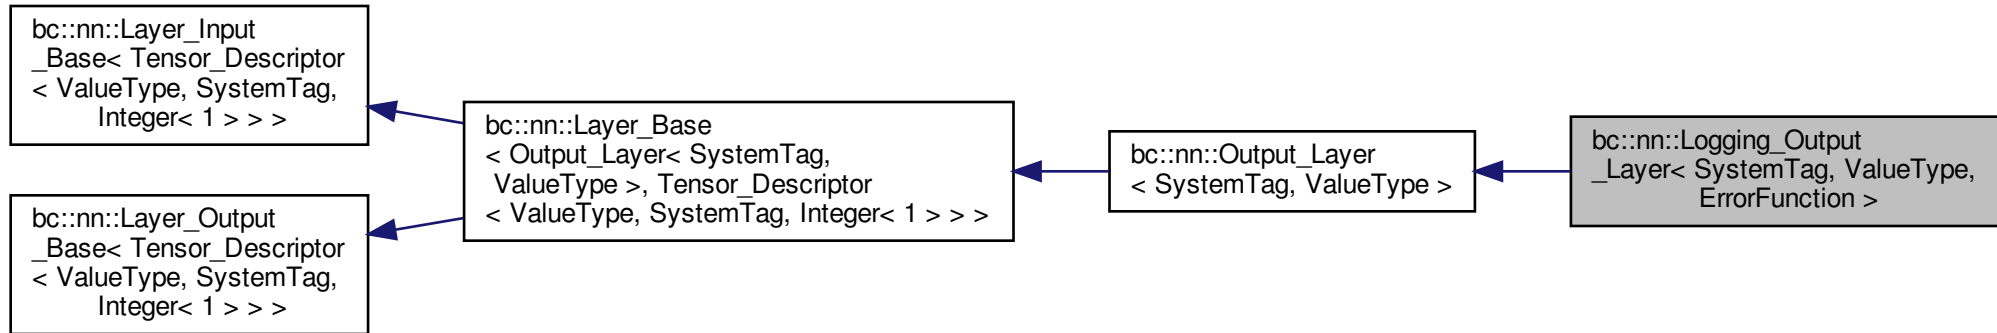 bc::nn::Layer_Input
_Base< Tensor_Descriptor
< ValueType, SystemTag,
Integer< 1 > > >
bc::nn::Layer_Output
_Base< Tensor_Descriptor
< ValueType, SystemTag,
Integer< 1 > > >
bc::nn::Layer_Base
< Output_Layer< SystemTag,
ValueType >, Tensor_Descriptor
< ValueType, SystemTag, Integer< 1 > > >
bc::nn::Output_Layer
< SystemTag, ValueType >
bc::nn::Logging_Output
_Layer< SystemTag, ValueType,
ErrorFunction >